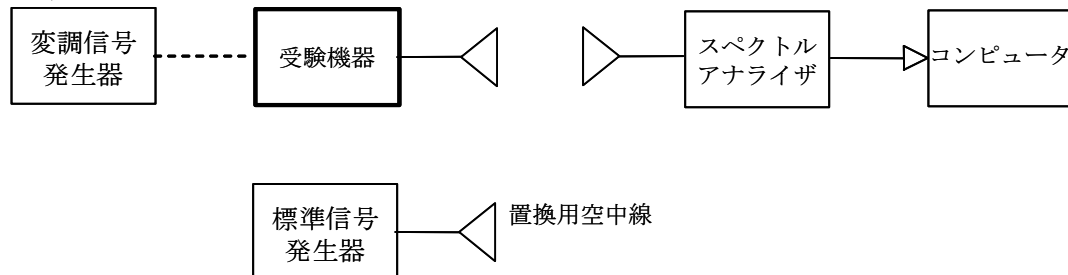 変調信号
発生器
受験機器
スペクトル
アナライザ
コンピュータ
標準信号
発生器
置換用空中線